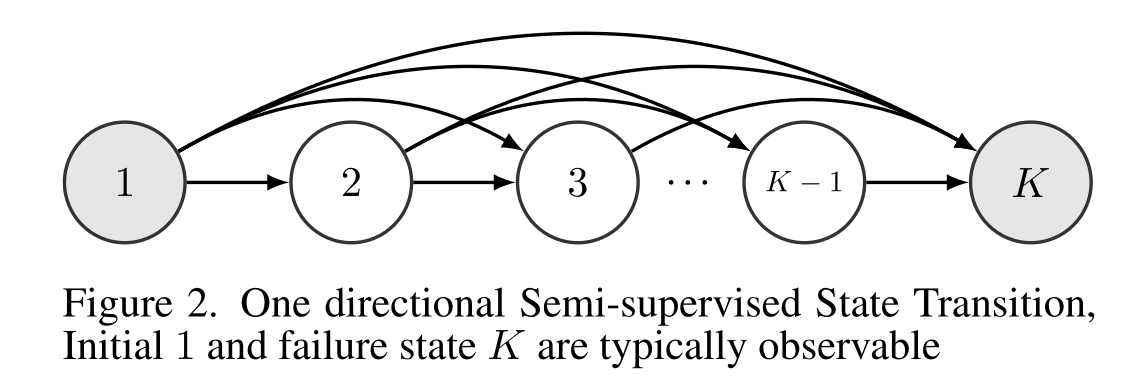 1 2 3 ⋯ K − 1 K
Figure 2. One directional Semi-supervised State Transition,
Initial 1 and failure state K are typically observable